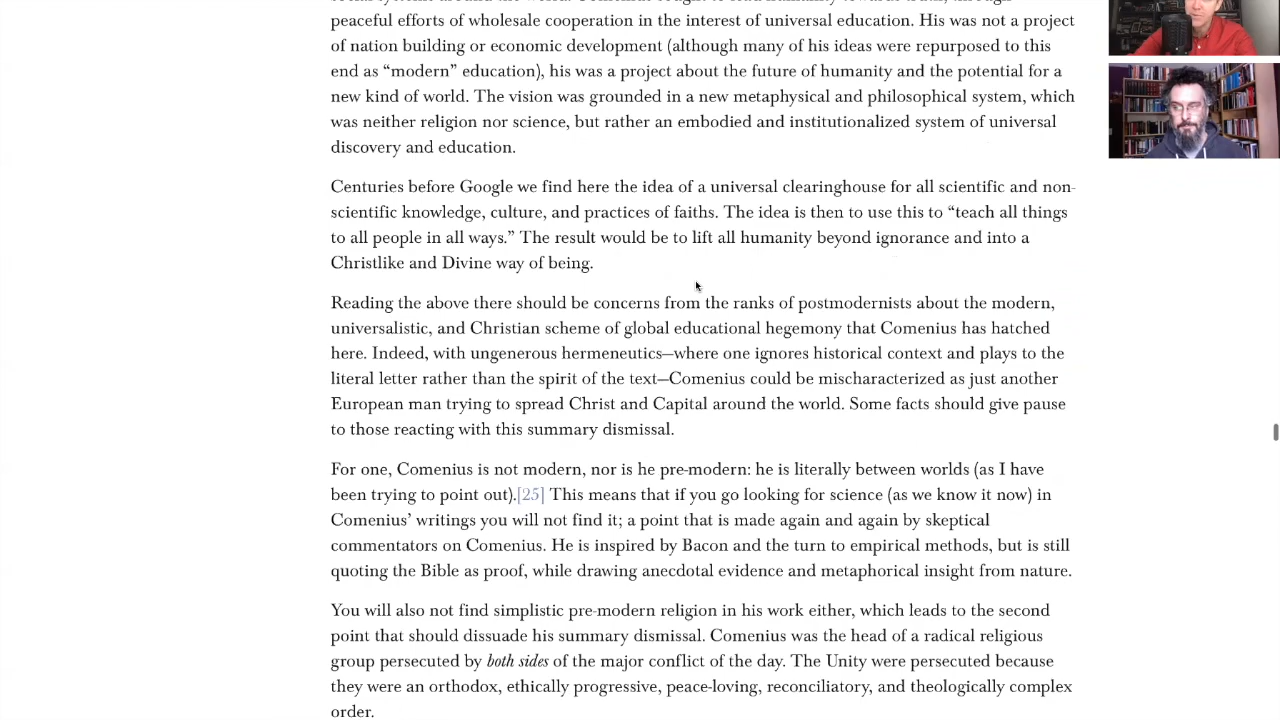 peaceful efforts of wholesale cooperation in the interest of universal education. His was not a project
of nation building or economic development (although many of his ideas were repurposed to this
end as “modern” education), his was a project about the future of humanity and the potential for a
new kind of world. The vision was grounded in a new metaphysical and philosophical system, which
was neither religion nor science, but rather an embodied and institutionalized system of universal
discovery and education.
Centuries before Google we find here the idea of a universal clearinghouse for all scientific and non-
scientific knowledge, culture, and practices of faiths. The idea is then to use this to “teach all things
to all people in all ways.” The result would be to lift all humanity beyond ignorance and into a
Christlike and Divine way of being.
Reading the above there should be concerns from the ranks of postmodernists about the modern,
universalistic, and Christian scheme of global educational hegemony that Comenius has hatched
here. Indeed, with ungenerous hermeneutics—where one ignores historical context and plays to the
literal letter rather than the spirit of the text—Comenius could be mischaracterized as just another
European man trying to spread Christ and Capital around the world. Some facts should give pause
to those reacting with this summary dismissal.
For one, Comenius is not modern, nor is he pre-modern: he is literally between worlds (as I have
been trying to point out).[25] This means that if you go looking for science (as we know it now) in
Comenius’ writings you will not find it; a point that is made again and again by skeptical
commentators on Comenius. He is inspired by Bacon and the turn to empirical methods, but is still
quoting the Bible as proof, while drawing anecdotal evidence and metaphorical insight from nature.
You will also not find simplistic pre-modern religion in his work either, which leads to the second
point that should dissuade his summary dismissal. Comenius was the head of a radical religious
group persecuted by both sides of the major conflict of the day. The Unity were persecuted because
they were an orthodox, ethically progressive, peace-loving, reconciliatory, and theologically complex
order.